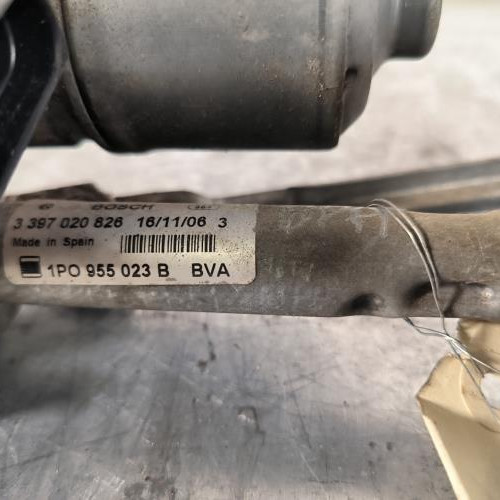 BOSCH
3 397 020 826 16/11/06 3
Made in Spain
1PO 955 023 B BVA